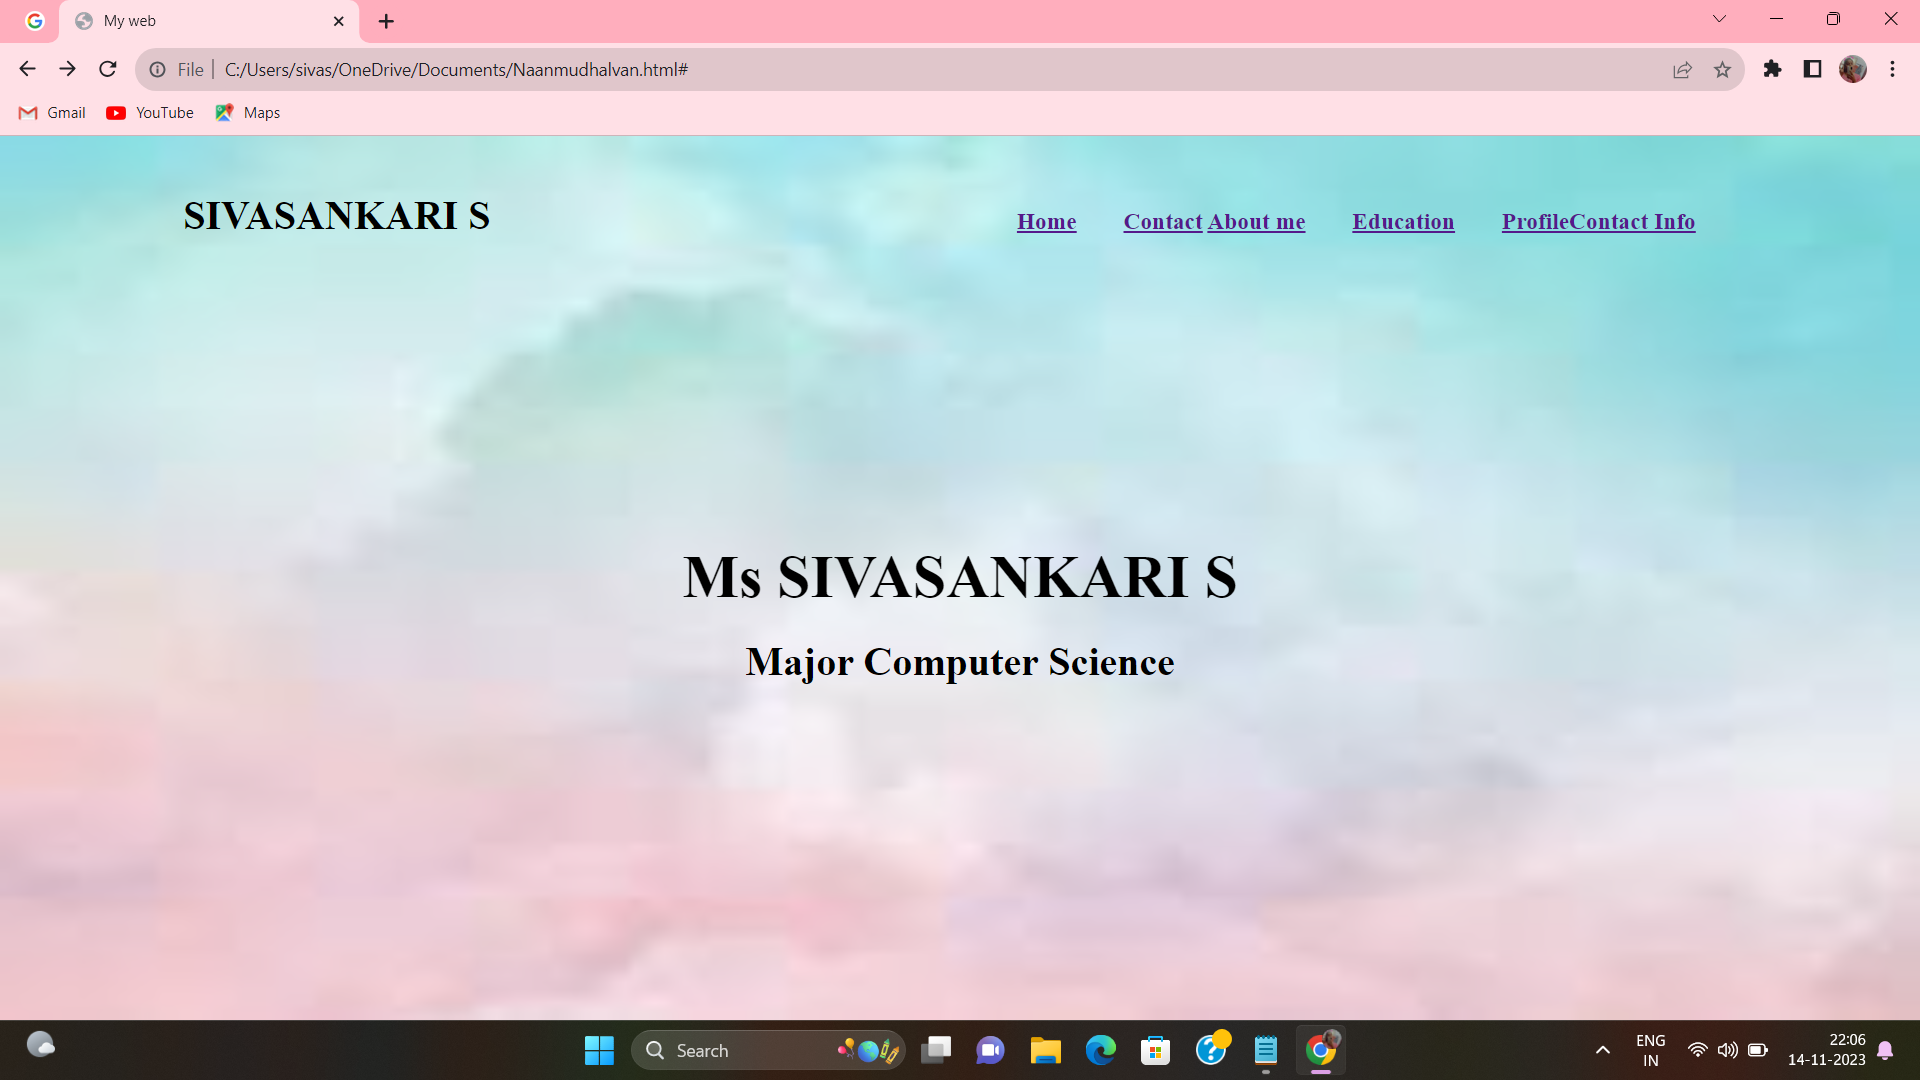 My web
File C:/Users/sivas/OneDrive/Documents/Naanmudhalvan.html#
Gmail YouTube Maps
SIVASANKARI S
Home Contact About me Education ProfileContact Info
Ms SIVASANKARI S
Major Computer Science
Search
ENG
IN
22:06
14-11-2023